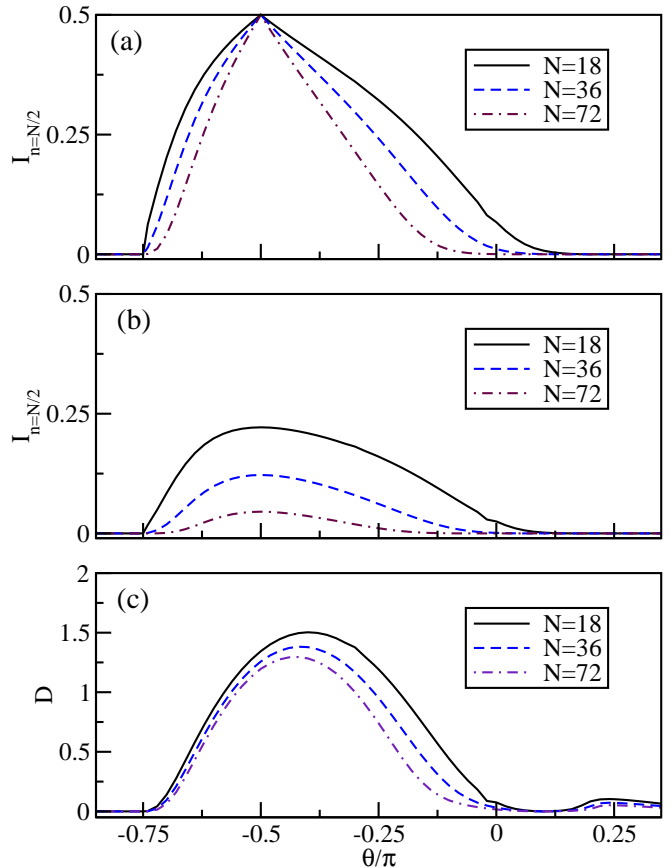 0.5
(a)
N=18
N=36
N=72
I_{n=N/2}
0.25
0
0.5
(b)
N=18
N=36
N=72
I_{n=N/2}
0.25
0
2
(c)
N=18
N=36
N=72
1.5
D
1
0.5
0
-0.75 -0.5 -0.25 0 0.25
θ/π